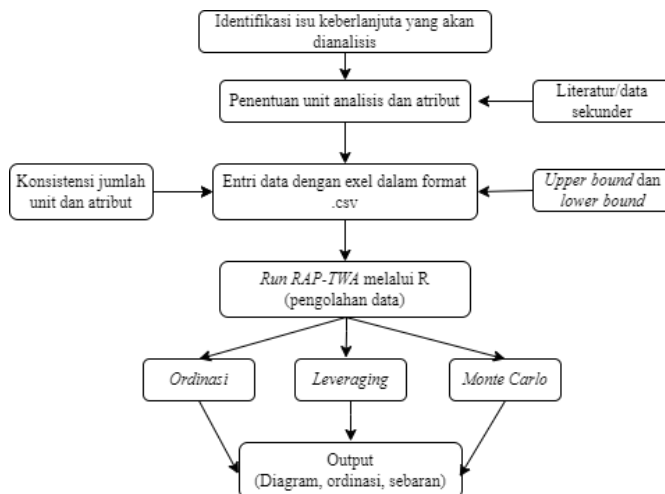 Identifikasi isu keberlanjuta yang akan
dianalisis
Penentuan unit analisis dan atribut
Literatur/data
sekunder
Konsistensi jumlah
unit dan atribut
Entri data dengan exel dalam format
.csv
Upper bound dan
lower bound
Run RAP-TWA melalui R
(pengolahan data)
Ordinasi
Leveraging
Monte Carlo
Output
(Diagram, ordinasi, sebaran)